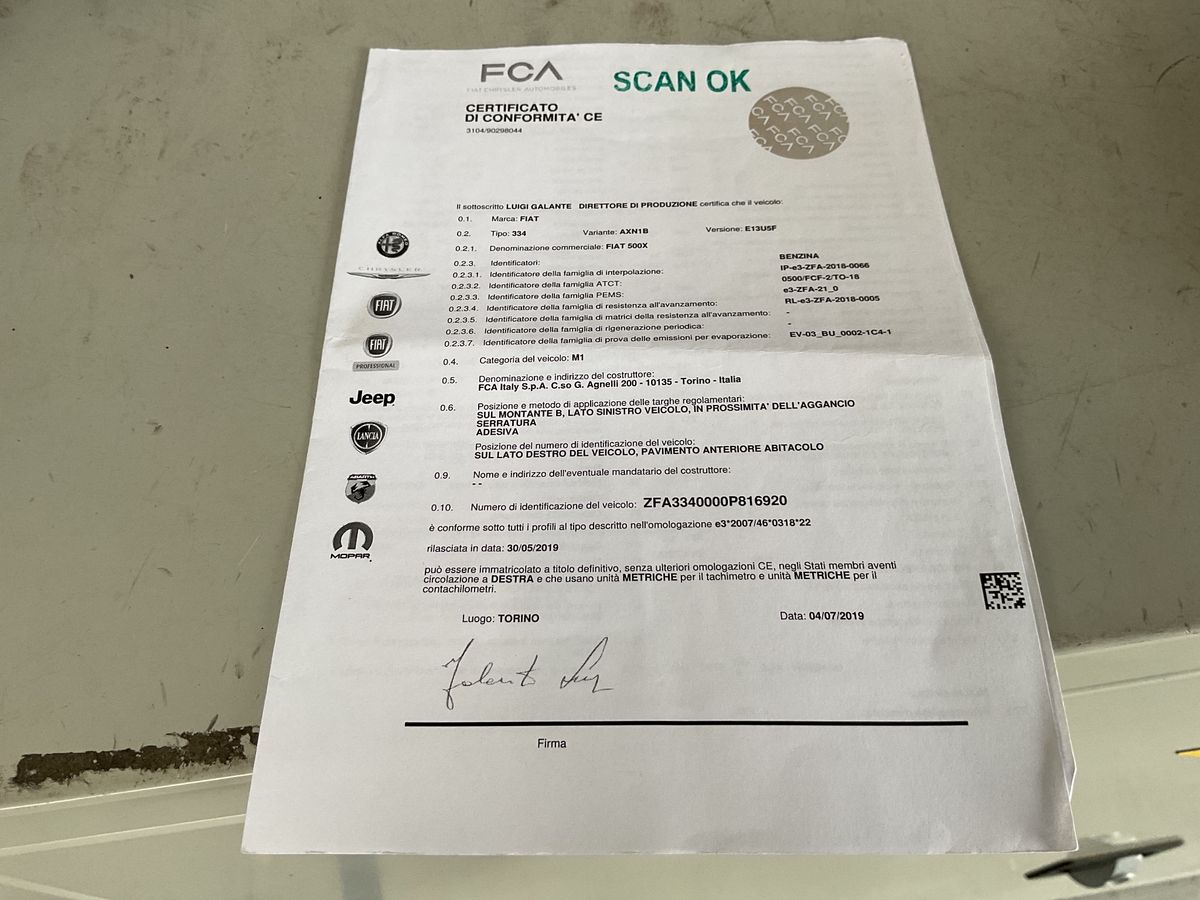 FCA
FIAT CHRYSLER AUTOMOBILES
SCAN OK
CERTIFICATO
DI CONFORMITA' CE
3104/90298044
Il sottoscritto LUIGI GALANTE DIRETTORE DI PRODUZIONE certifica che il veicolo:
0.1. Marca: FIAT
0.2. Tipo: 334 Variante: AXN1B Versione: E13U5F
0.2.1. Denominazione commerciale: FIAT 500X
0.2.3. Identificatori: BENZINA
0.2.3.1. Identificatore della famiglia di interpolazione: IP-e3-ZFA-2018-0066
0.2.3.2. Identificatore della famiglia ATCT: 0500/FCF-2/TO-18
0.2.3.3. Identificatore della famiglia PEMS: e3-ZFA-21_0
0.2.3.4. Identificatore della famiglia di resistenza all'avanzamento: RL-e3-ZFA-2018-0005
0.2.3.5. Identificatore della famiglia di matrici della resistenza all'avanzamento: -
0.2.3.6. Identificatore della famiglia di rigenerazione periodica: -
0.2.3.7. Identificatore della famiglia di prova delle emissioni per evaporazione: EV-03_BU_0002-1C4-1
0.4. Categoria del veicolo: M1
0.5. Denominazione e indirizzo del costruttore:
FCA Italy S.p.A. C.so G. Agnelli 200 - 10135 - Torino - Italia
0.6. Posizione e metodo di applicazione delle targhe regolamentari:
SUL MONTANTE B, LATO SINISTRO VEICOLO, IN PROSSIMITA' DELL'AGGANCIO
SERRATURA
ADESIVA
Posizione del numero di identificazione del veicolo:
SUL LATO DESTRO DEL VEICOLO, PAVIMENTO ANTERIORE ABITACOLO
0.9. Nome e indirizzo dell'eventuale mandatario del costruttore:
- -
0.10. Numero di identificazione del veicolo: ZFA3340000P816920
è conforme sotto tutti i profili al tipo descritto nell'omologazione e3*2007/46*0318*22
rilasciata in data: 30/05/2019
può essere immatricolato a titolo definitivo, senza ulteriori omologazioni CE, negli Stati membri aventi
circolazione a DESTRA e che usano unità METRICHE per il tachimetro e unità METRICHE per il
contachilometri.
Luogo: TORINO Data: 04/07/2019
Firma
ALFA ROMEO
CHRYSLER
FIAT
FIAT
PROFESSIONAL
Jeep
LANCIA
ABARTH
MOPAR